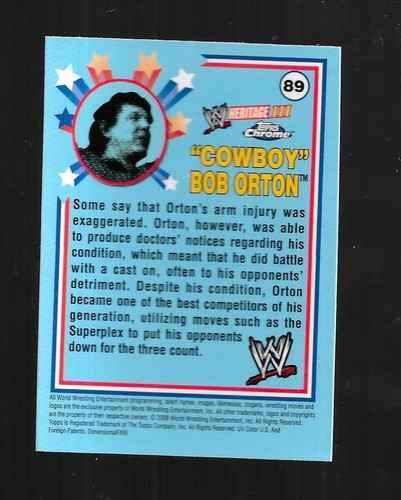 89
W HERITAGE III
Topps Chrome
"COWBOY"
BOB ORTON™
Some say that Orton's arm injury was
exaggerated. Orton, however, was able
to produce doctors' notices regarding his
condition, which meant that he did battle
with a cast on, often to his opponents'
detriment. Despite his condition, Orton
became one of the best competitors of his
generation, utilizing moves such as the
Superplex to put his opponents
down for the three count.
W
All World Wrestling Entertainment programming, talent names, images, likenesses, slogans, wrestling moves and
logos are the exclusive property of World Wrestling Entertainment, Inc. All other trademarks, logos and copyrights
are the property of their respective owners. © 2008 World Wrestling Entertainment, Inc. All Rights Reserved.
Topps is Registered Trademark of The Topps Company, Inc. All Rights Reserved. UV Color U.S. And
Foreign Patents, DimensionalFX®.